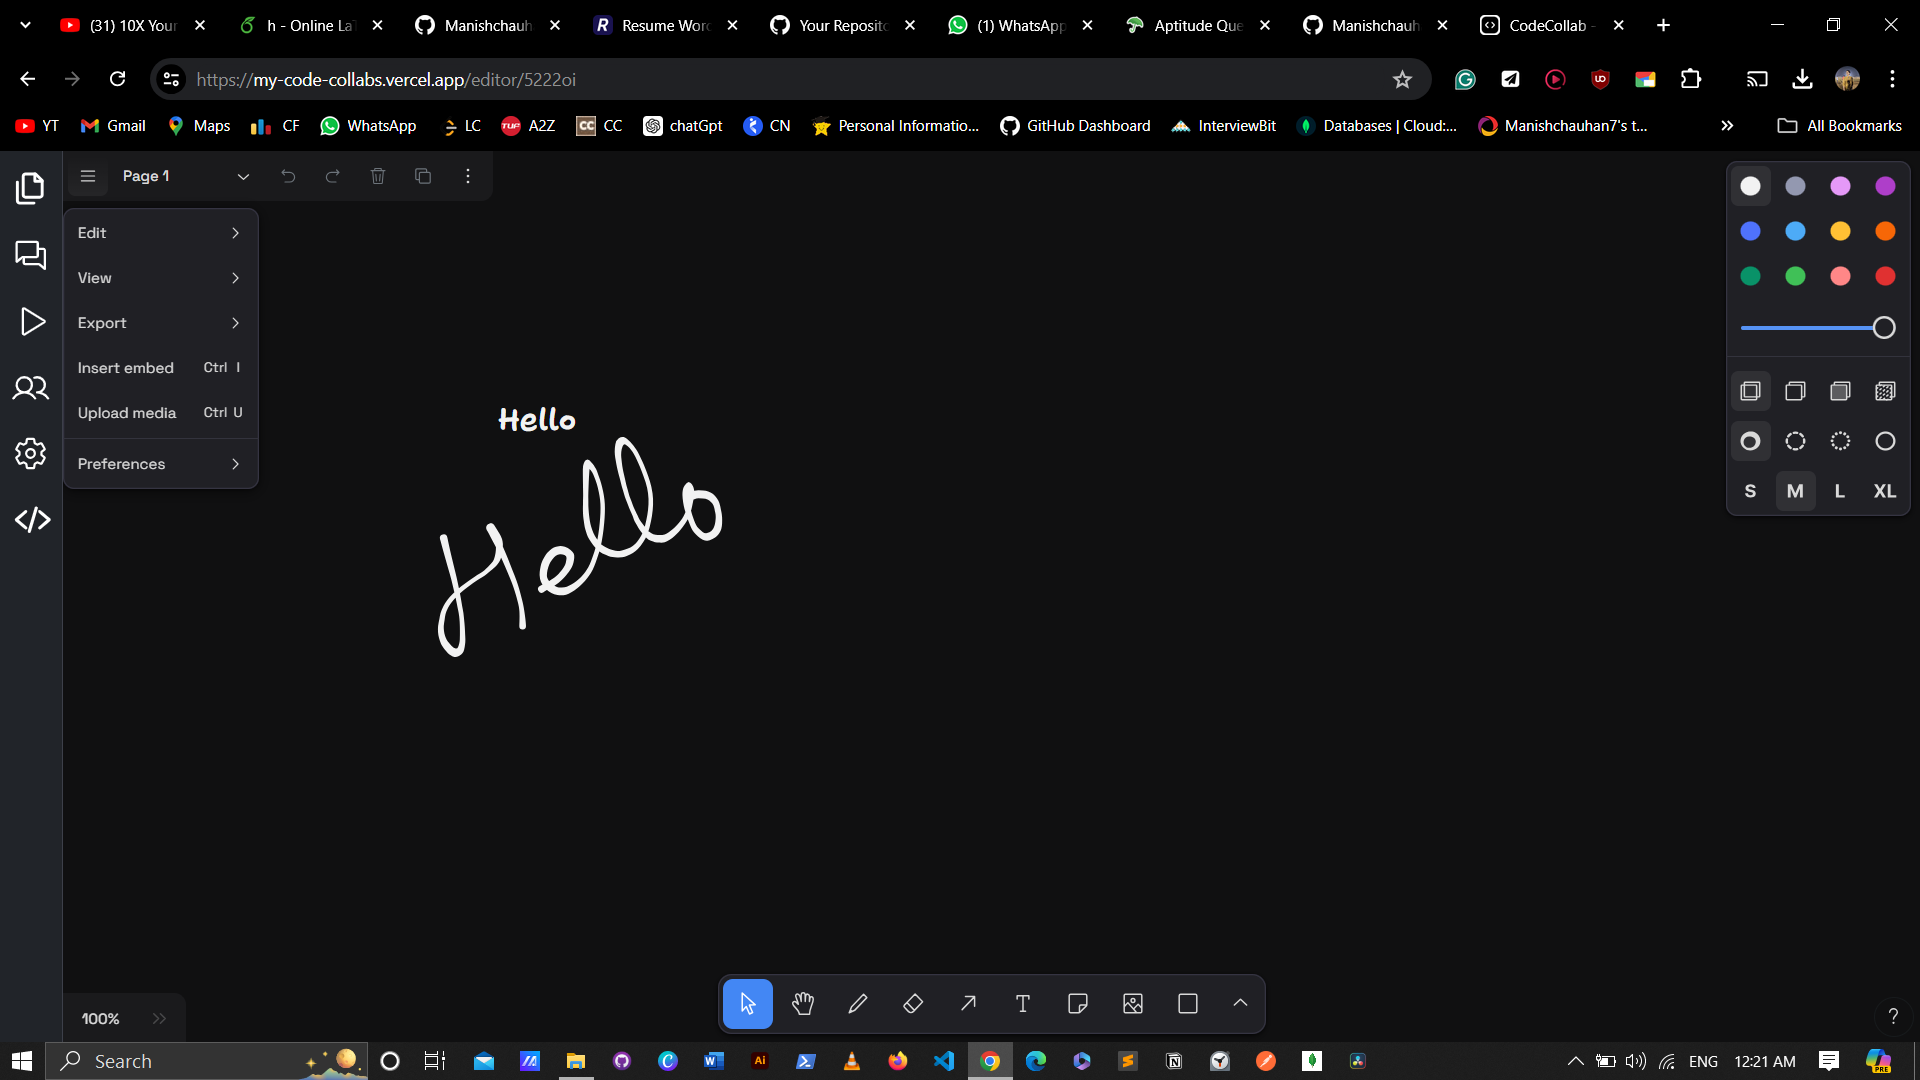 (31) 10X Your
h - Online LaT
Manishchauh
Resume Word
Your Reposito
(1) WhatsApp
Aptitude Que
Manishchauh
CodeCollab -
https://my-code-collabs.vercel.app/editor/5222oi
YT
Gmail
Maps
CF
WhatsApp
LC
A2Z
CC
chatGpt
CN
Personal Informatio...
GitHub Dashboard
InterviewBit
Databases | Cloud:...
Manishchauhan7's t...
All Bookmarks
Page 1
Edit
View
Export
Insert embed Ctrl I
Upload media Ctrl U
Preferences
Hello
Hello
S M L XL
100%
?
Search
ENG
12:21 AM